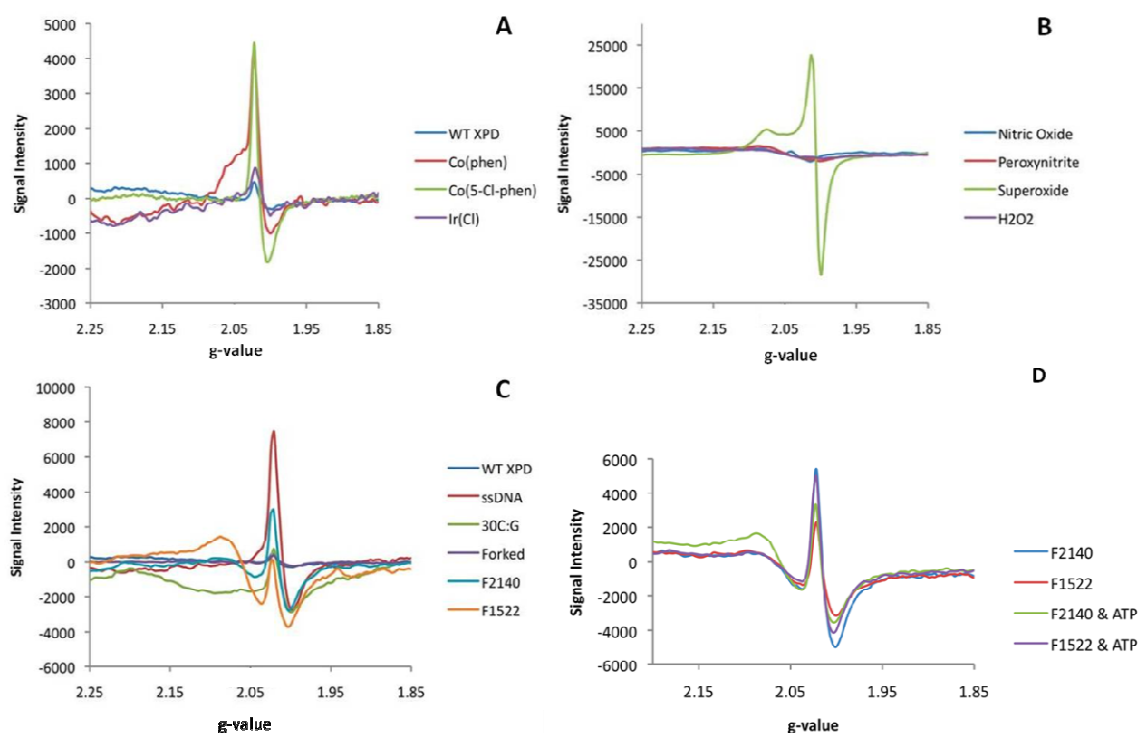 A
5000
4000
3000
2000
1000
0
-1000
-2000
-3000
Signal Intensity
2.25 2.15 2.05 1.95 1.85
g-value
WT XPD
Co(phen)
Co(5-Cl-phen)
Ir(Cl)
B
25000
15000
5000
-5000
-15000
-25000
-35000
Signal Intensity
2.25 2.15 2.05 1.95 1.85
g-value
Nitric Oxide
Peroxynitrite
Superoxide
H2O2
C
10000
8000
6000
4000
2000
0
-2000
-4000
-6000
Signal Intensity
2.25 2.15 2.05 1.95 1.85
g-value
WT XPD
ssDNA
30C:G
Forked
F2140
F1522
D
6000
4000
2000
0
-2000
-4000
-6000
Signal Intensity
2.15 2.05 1.95 1.85
g-value
F2140
F1522
F2140 & ATP
F1522 & ATP